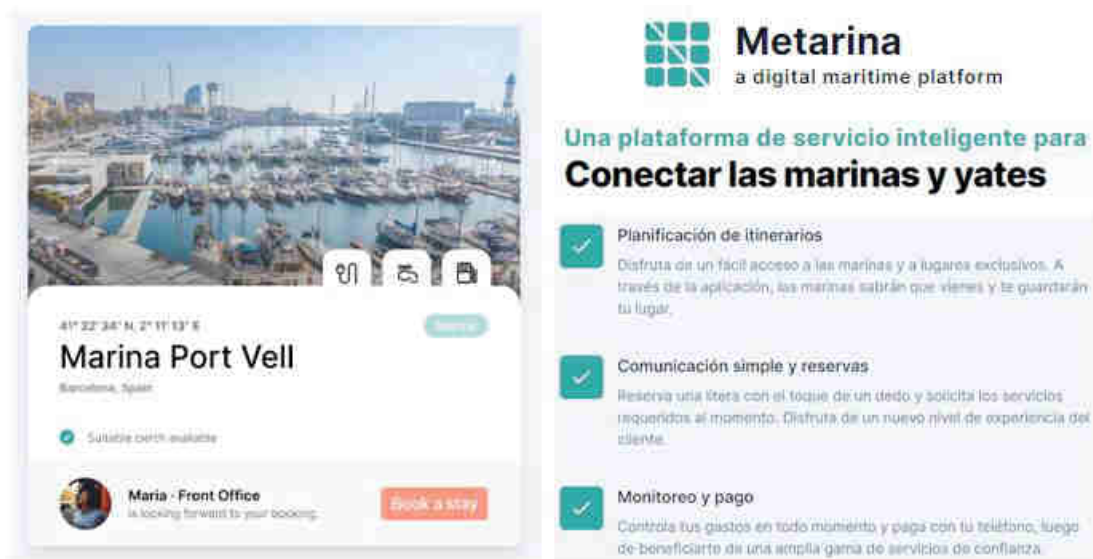 41° 22' 34" N, 2° 11' 13" E
Marina Port Vell
Barcelona, Spain
Suitable berth available
Maria · Front Office
is looking forward to your booking.
Book a stay
Metarina
a digital maritime platform
Una plataforma de servicio inteligente para
Conectar las marinas y yates
Planificación de itinerarios
Disfruta de un fácil acceso a las marinas y a lugares exclusivos. A
través de la aplicación, las marinas sabrán que vienes y te guardarán
tu lugar.
Comunicación simple y reservas
Reserva una litera con el toque de un dedo y solicita los servicios
requeridos al momento. Disfruta de un nuevo nivel de experiencia del
cliente.
Monitoreo y pago
Controla tus gastos en todo momento y paga con tu teléfono, luego
de beneficiarte de una amplia gama de servicios de confianza